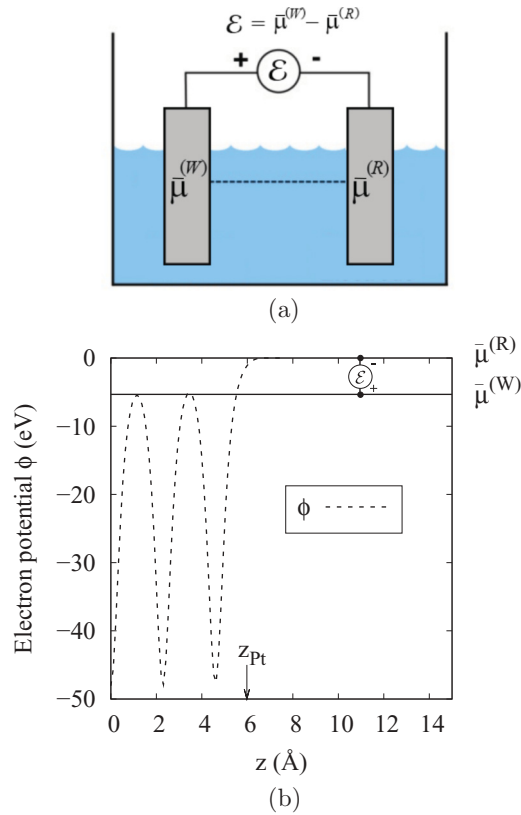 ℰ = μ̄^(W) − μ̄^(R)
+ ℰ -
μ̄^(W) μ̄^(R)
(a)
Electron potential ϕ (eV)
0
−10
−20
−30
−40
−50
μ̄^(R)
μ̄^(W)
-
ℰ
+
ϕ
z_Pt
0 2 4 6 8 10 12 14
z (Å)
(b)